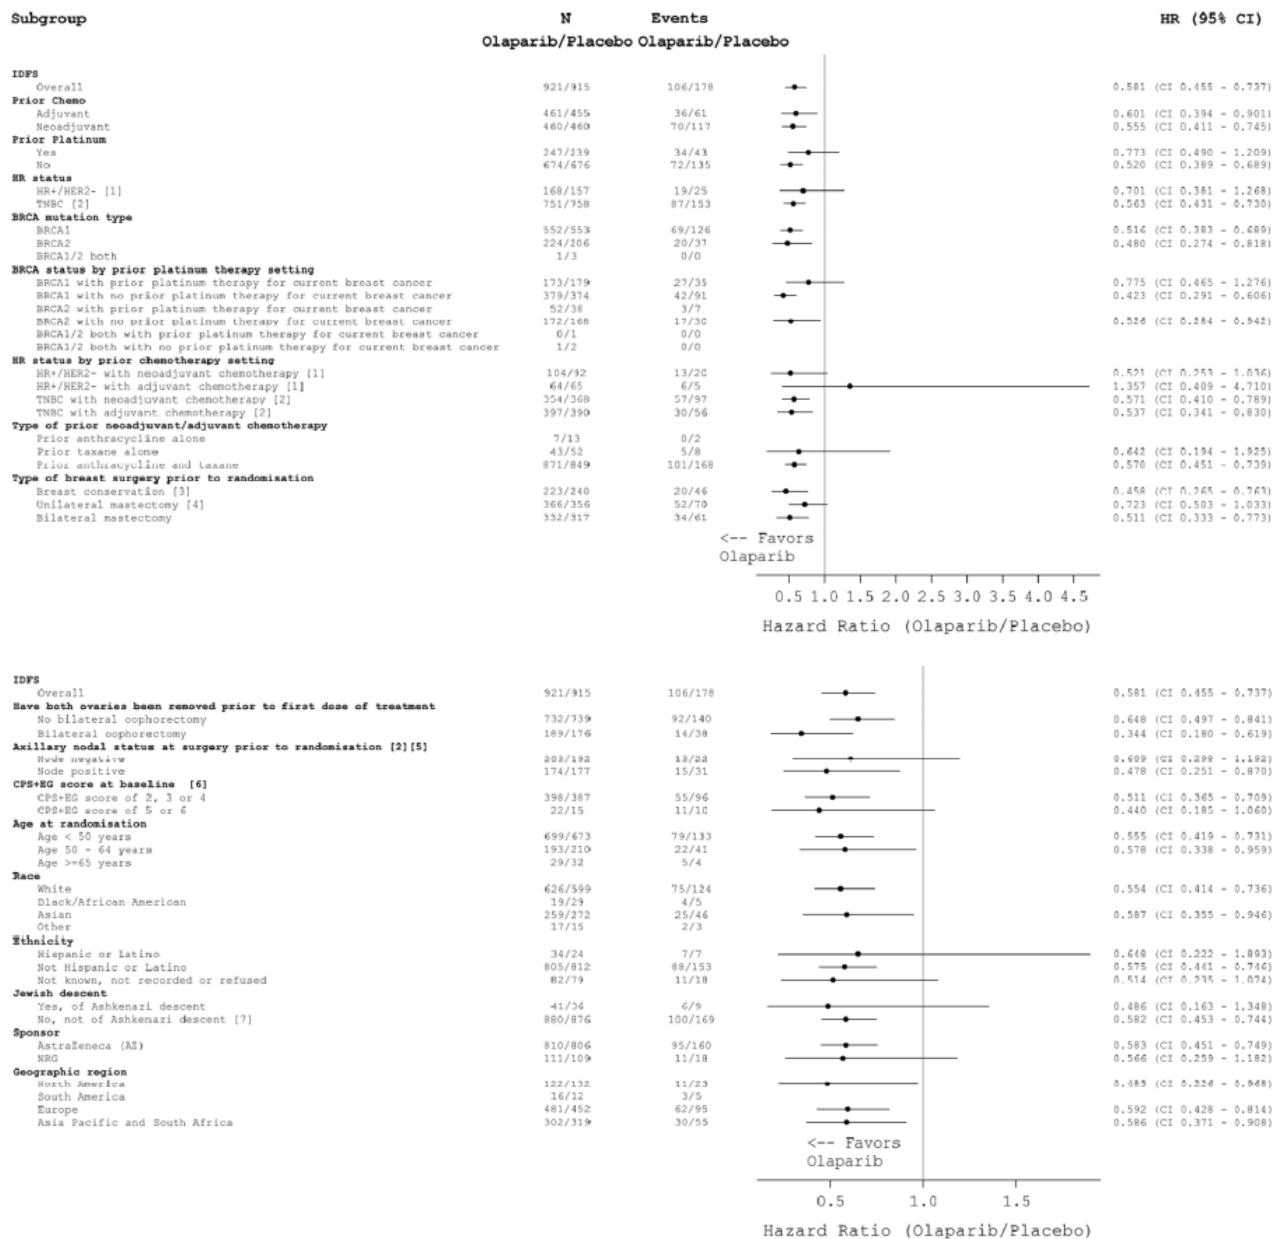 Subgroup N Events HR (95% CI)
Olaparib/Placebo Olaparib/Placebo
IDFS
Overall 921/915 106/178 0.581 (CI 0.455 - 0.737)
Prior Chemo
Adjuvant 461/455 36/61 0.601 (CI 0.394 - 0.901)
Neoadjuvant 460/460 70/117 0.555 (CI 0.411 - 0.745)
Prior Platinum
Yes 247/239 34/43 0.773 (CI 0.490 - 1.209)
No 674/676 72/135 0.520 (CI 0.389 - 0.689)
HR status
HR+/HER2- [1] 168/157 19/25 0.701 (CI 0.381 - 1.268)
TNBC [2] 751/758 87/153 0.563 (CI 0.431 - 0.730)
BRCA mutation type
BRCA1 552/553 69/126 0.516 (CI 0.383 - 0.689)
BRCA2 224/206 20/37 0.480 (CI 0.274 - 0.818)
BRCA1/2 both 1/3 0/0
BRCA status by prior platinum therapy setting
BRCA1 with prior platinum therapy for current breast cancer 173/179 27/35 0.775 (CI 0.465 - 1.276)
BRCA1 with no prior platinum therapy for current breast cancer 379/374 42/91 0.423 (CI 0.291 - 0.606)
BRCA2 with prior platinum therapy for current breast cancer 52/38 3/7
BRCA2 with no prior platinum therapy for current breast cancer 172/168 17/30 0.526 (CI 0.284 - 0.942)
BRCA1/2 both with prior platinum therapy for current breast cancer 0/1 0/0
BRCA1/2 both with no prior platinum therapy for current breast cancer 1/2 0/0
HR status by prior chemotherapy setting
HR+/HER2- with neoadjuvant chemotherapy [1] 104/92 13/20 0.521 (CI 0.253 - 1.036)
HR+/HER2- with adjuvant chemotherapy [1] 64/65 6/5 1.357 (CI 0.409 - 4.710)
TNBC with neoadjuvant chemotherapy [2] 354/368 57/97 0.571 (CI 0.410 - 0.789)
TNBC with adjuvant chemotherapy [2] 397/390 30/56 0.537 (CI 0.341 - 0.830)
Type of prior neoadjuvant/adjuvant chemotherapy
Prior anthracycline alone 7/13 0/2
Prior taxane alone 43/52 5/8 0.642 (CI 0.194 - 1.925)
Prior anthracycline and taxane 871/849 101/168 0.578 (CI 0.451 - 0.739)
Type of breast surgery prior to randomisation
Breast conservation [3] 223/240 20/46 0.458 (CI 0.265 - 0.763)
Unilateral mastectomy [4] 366/356 52/70 0.723 (CI 0.503 - 1.033)
Bilateral mastectomy 332/317 34/61 0.511 (CI 0.333 - 0.773)
<-- Favors
Olaparib
0.5 1.0 1.5 2.0 2.5 3.0 3.5 4.0 4.5
Hazard Ratio (Olaparib/Placebo)
IDFS
Overall 921/915 106/178 0.581 (CI 0.455 - 0.737)
Have both ovaries been removed prior to first dose of treatment
No bilateral oophorectomy 732/739 92/140 0.648 (CI 0.497 - 0.841)
Bilateral oophorectomy 189/176 14/38 0.344 (CI 0.180 - 0.619)
Axillary nodal status at surgery prior to randomisation [2][5]
Node negative 203/192 13/22 (CI 0.298 - 1.192)
Node positive 174/177 15/31 0.478 (CI 0.251 - 0.870)
CPS+EG score at baseline [6]
CPS+EG score of 2, 3 or 4 398/387 55/96 0.511 (CI 0.365 - 0.709)
CPS+EG score of 5 or 6 22/15 11/10 0.440 (CI 0.185 - 1.060)
Age at randomisation
Age < 50 years 699/673 79/133 0.555 (CI 0.419 - 0.731)
Age 50 - 64 years 193/210 22/41 0.578 (CI 0.338 - 0.959)
Age >=65 years 29/32 5/4
Race
White 626/599 75/124 0.554 (CI 0.414 - 0.736)
Black/African-American 19/29 4/5
Asian 259/272 25/46 0.587 (CI 0.355 - 0.946)
Other 17/15 2/3
Ethnicity
Hispanic or Latino 34/24 7/7 0.648 (CI 0.222 - 1.893)
Not Hispanic or Latino 805/812 88/153 0.575 (CI 0.441 - 0.746)
Not known, not recorded or refused 82/79 11/18 0.514 (CI 0.235 - 1.074)
Jewish descent
Yes, of Ashkenazi descent 41/36 6/9 0.486 (CI 0.163 - 1.348)
No, not of Ashkenazi descent [7] 880/876 100/169 0.582 (CI 0.453 - 0.744)
Sponsor
AstraZeneca (AZ) 810/806 95/160 0.583 (CI 0.451 - 0.749)
NRG 111/109 11/18 0.566 (CI 0.259 - 1.182)
Geographic region
North America 122/132 11/23 (CI 0.226 - 0.968)
South America 16/12 3/5
Europe 481/452 62/95 0.592 (CI 0.428 - 0.814)
Asia Pacific and South Africa 302/319 30/55 0.586 (CI 0.371 - 0.908)
<-- Favors
Olaparib
0.5 1.0 1.5
Hazard Ratio (Olaparib/Placebo)